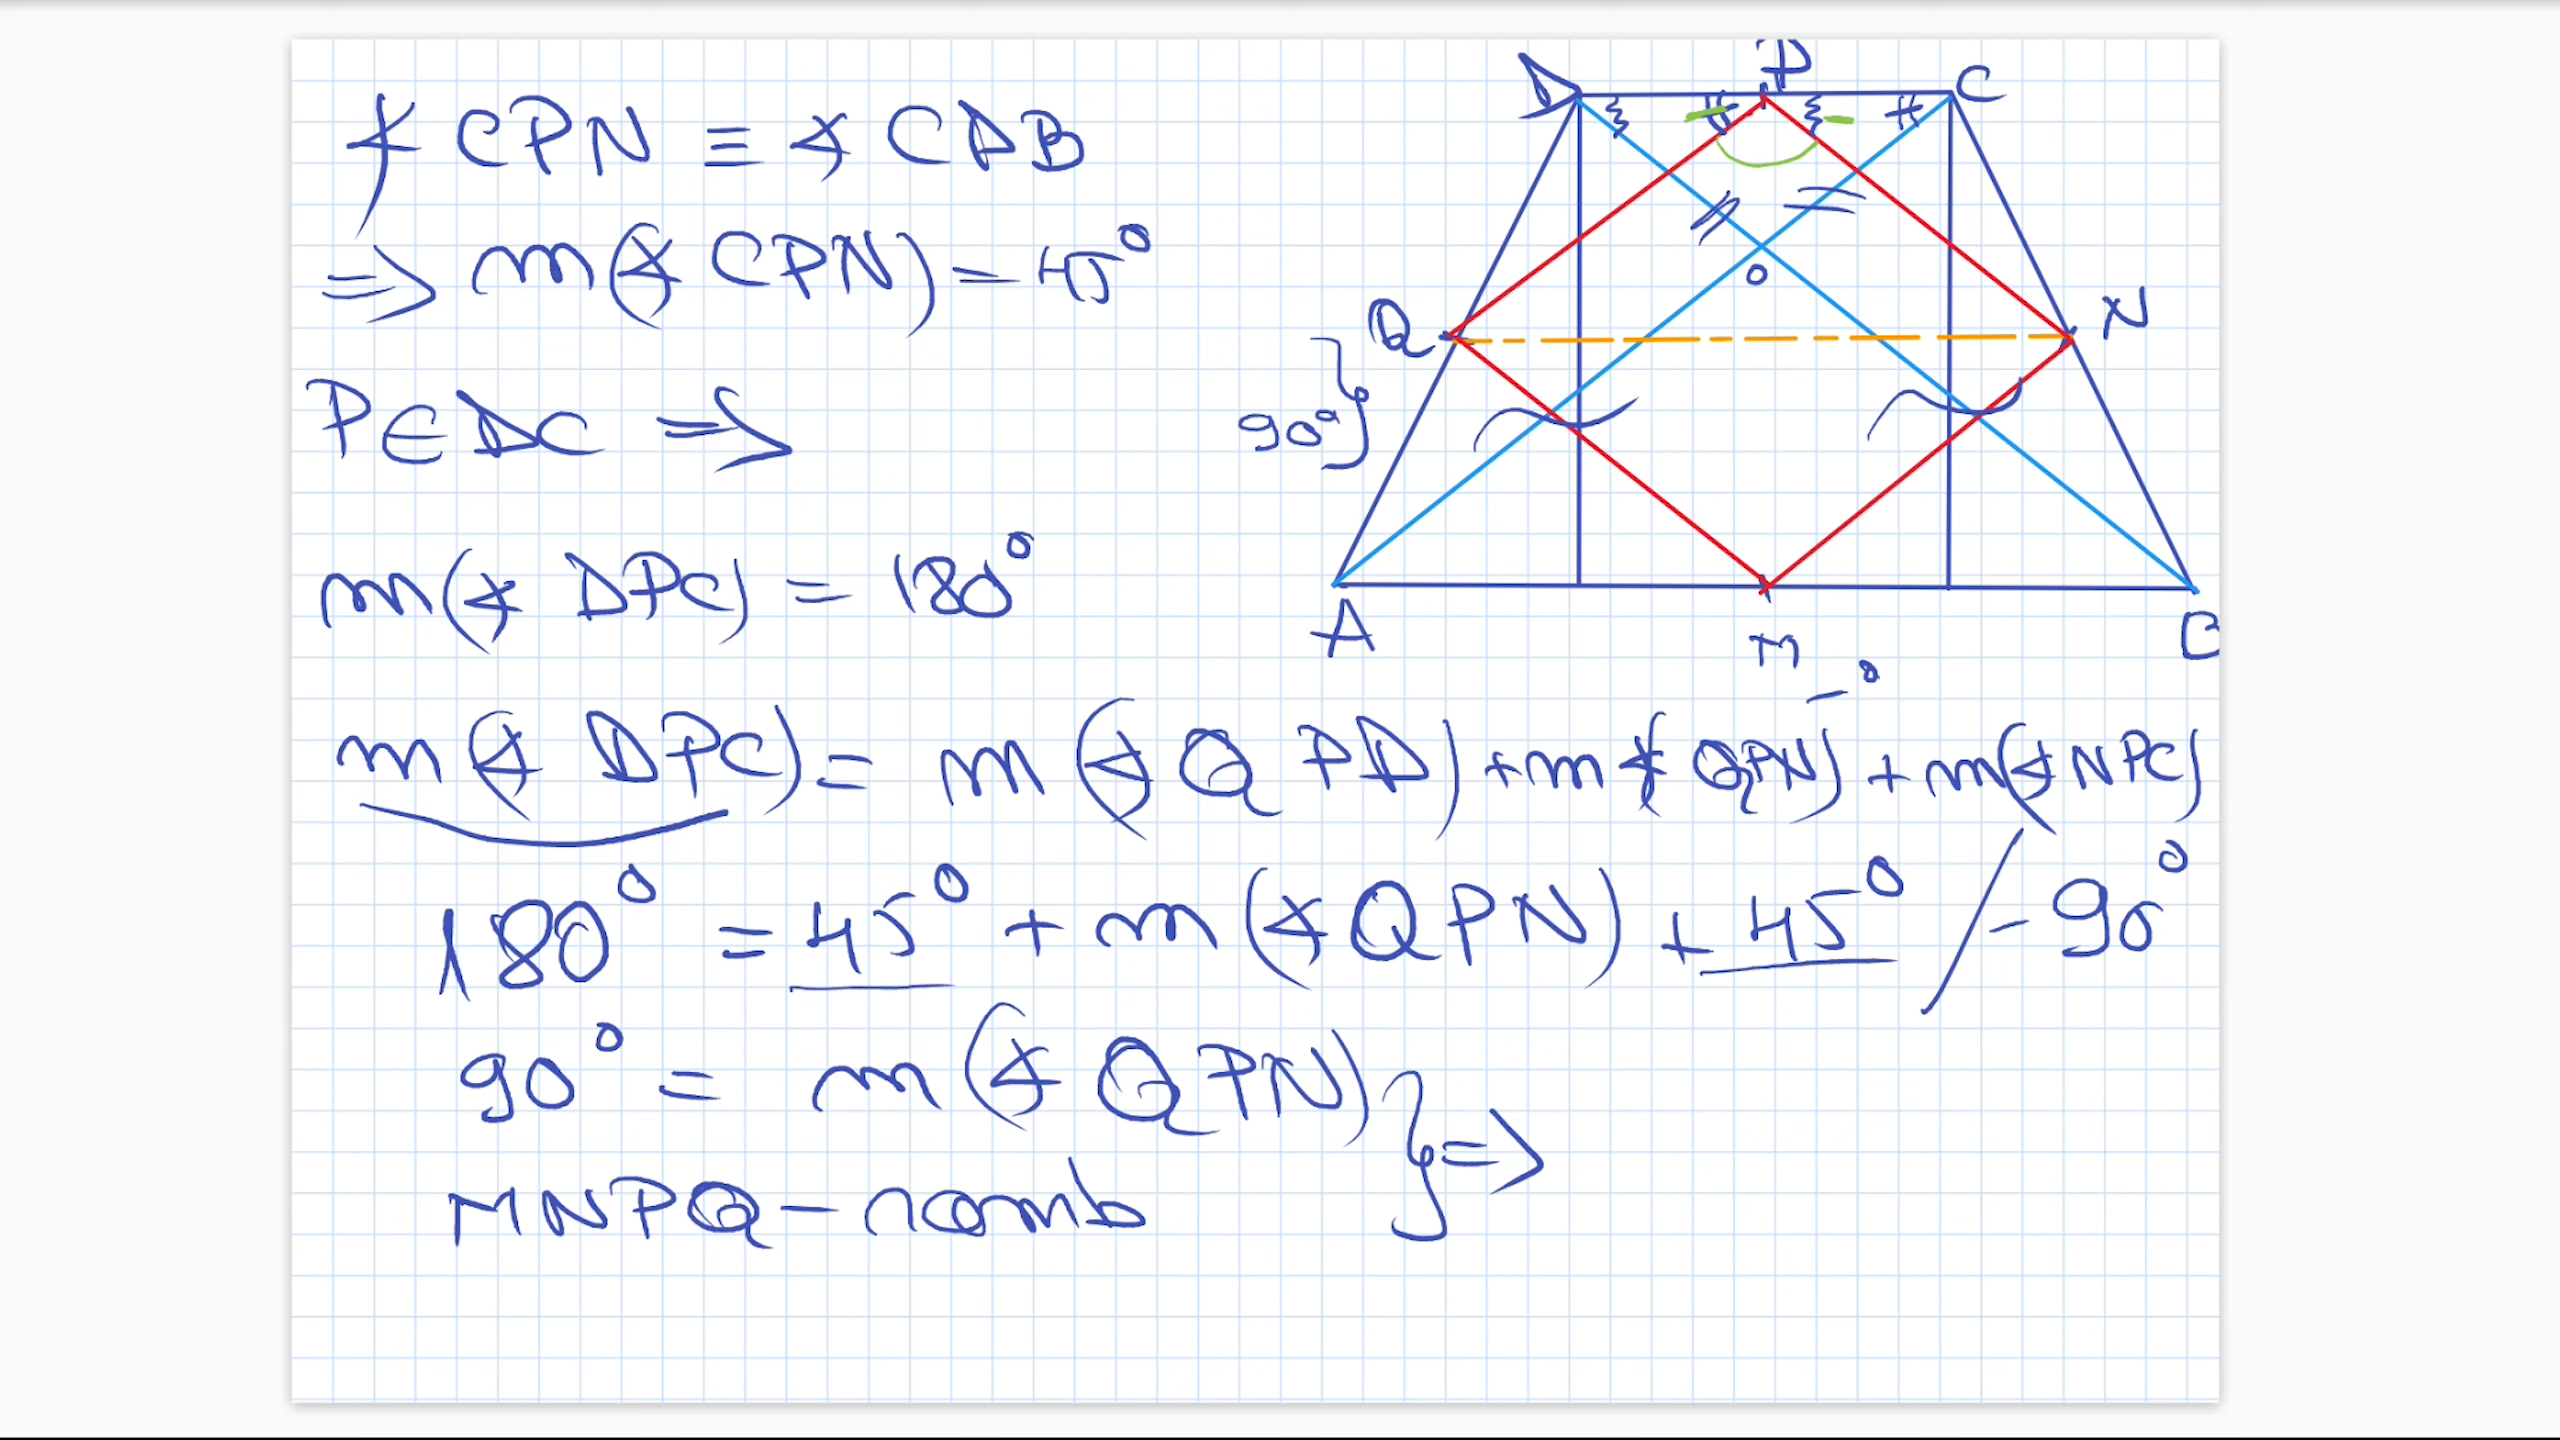 ∢ CPN ≡ ∢ CDB
⇒ m(∢ CPN) = 45°
P ∈ DC ⇒
m(∢ DPC) = 180°
m(∢ DPC) = m(∢ QPD) + m∢ QPN) + m(∢ NPC)
180° = 45° + m(∢ QPN) + 45° / - 90°
90° = m(∢ QPN) } ⇒
MNPQ - romb
D P C
O
Q N
90° }
A M B